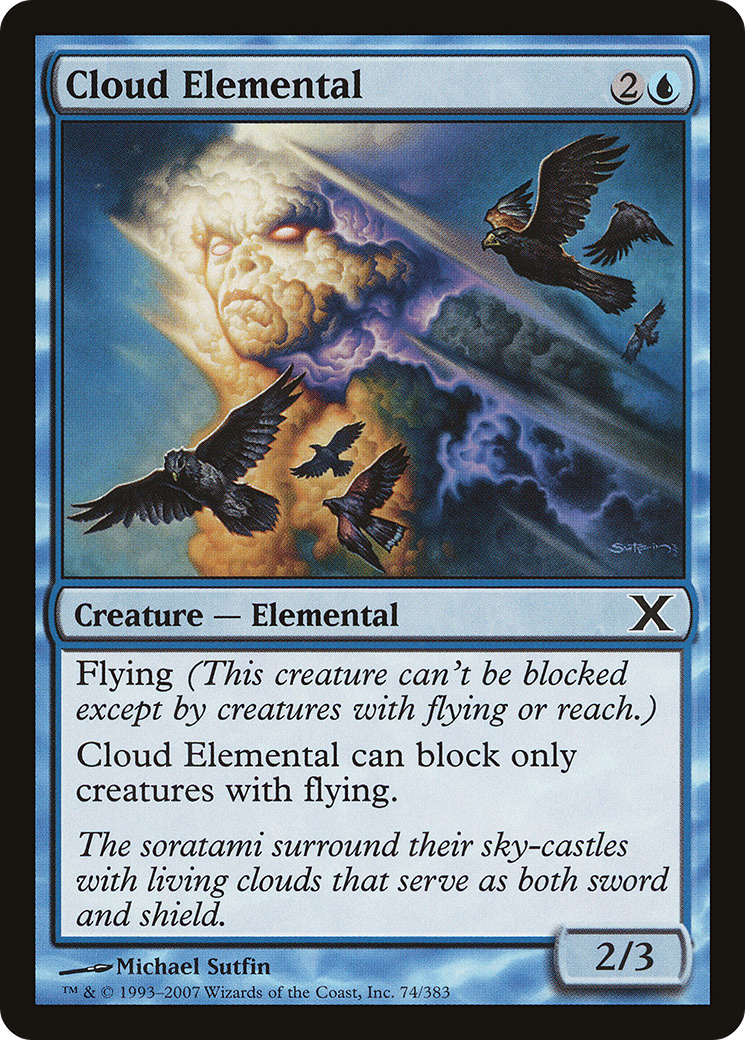 Cloud Elemental 2
Sutfin
Creature — Elemental X
Flying (This creature can't be blocked
except by creatures with flying or reach.)
Cloud Elemental can block only
creatures with flying.
The soratami surround their sky-castles
with living clouds that serve as both sword
and shield.
2/3
Michael Sutfin
™ & © 1993–2007 Wizards of the Coast, Inc. 74/383